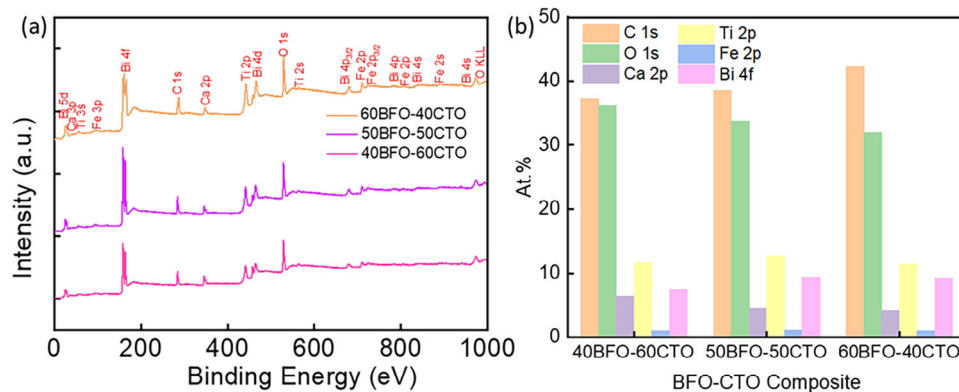 (a)
Intensity (a.u.)
Bi 5d
Ca 3p
Ti 3s
Fe 3p
Bi 4f
C 1s
Ca 2p
Ti 2p
Bi 4d
O 1s
Ti 2s
Bi 4p3/2
Fe 2p
Fe 2p3/2
Bi 4p
Fe 2p
Bi 4s
Fe 2s
Bi 4s
O KLL
60BFO-40CTO
50BFO-50CTO
40BFO-60CTO
0 200 400 600 800 1000
Binding Energy (eV)
(b)
At.%
50
40
30
20
10
0
C 1s Ti 2p
O 1s Fe 2p
Ca 2p Bi 4f
40BFO-60CTO 50BFO-50CTO 60BFO-40CTO
BFO-CTO Composite